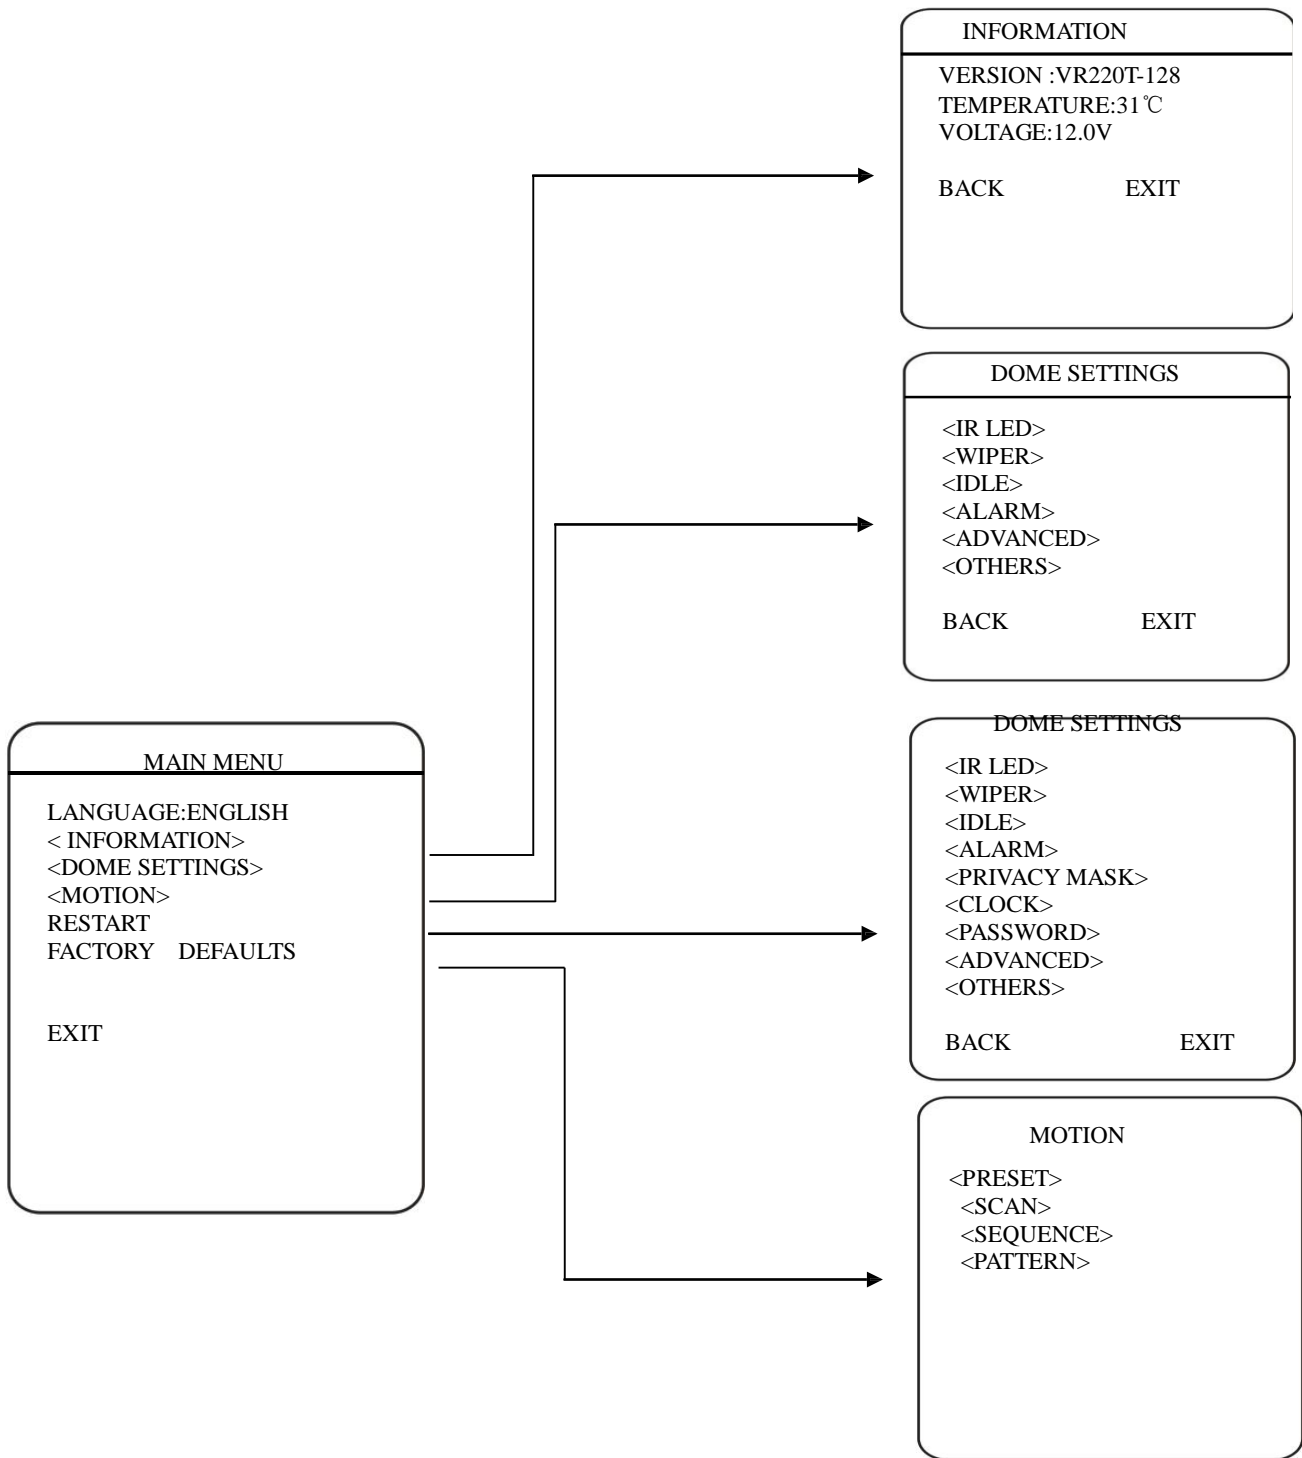 INFORMATION
VERSION :VR220T-128
TEMPERATURE:31℃
VOLTAGE:12.0V
BACK EXIT
DOME SETTINGS
<IR LED>
<WIPER>
<IDLE>
<ALARM>
<ADVANCED>
<OTHERS>
BACK EXIT
MAIN MENU
LANGUAGE:ENGLISH
< INFORMATION>
<DOME SETTINGS>
<MOTION>
RESTART
FACTORY DEFAULTS
EXIT
DOME SETTINGS
<IR LED>
<WIPER>
<IDLE>
<ALARM>
<PRIVACY MASK>
<CLOCK>
<PASSWORD>
<ADVANCED>
<OTHERS>
BACK EXIT
MOTION
<PRESET>
<SCAN>
<SEQUENCE>
<PATTERN>